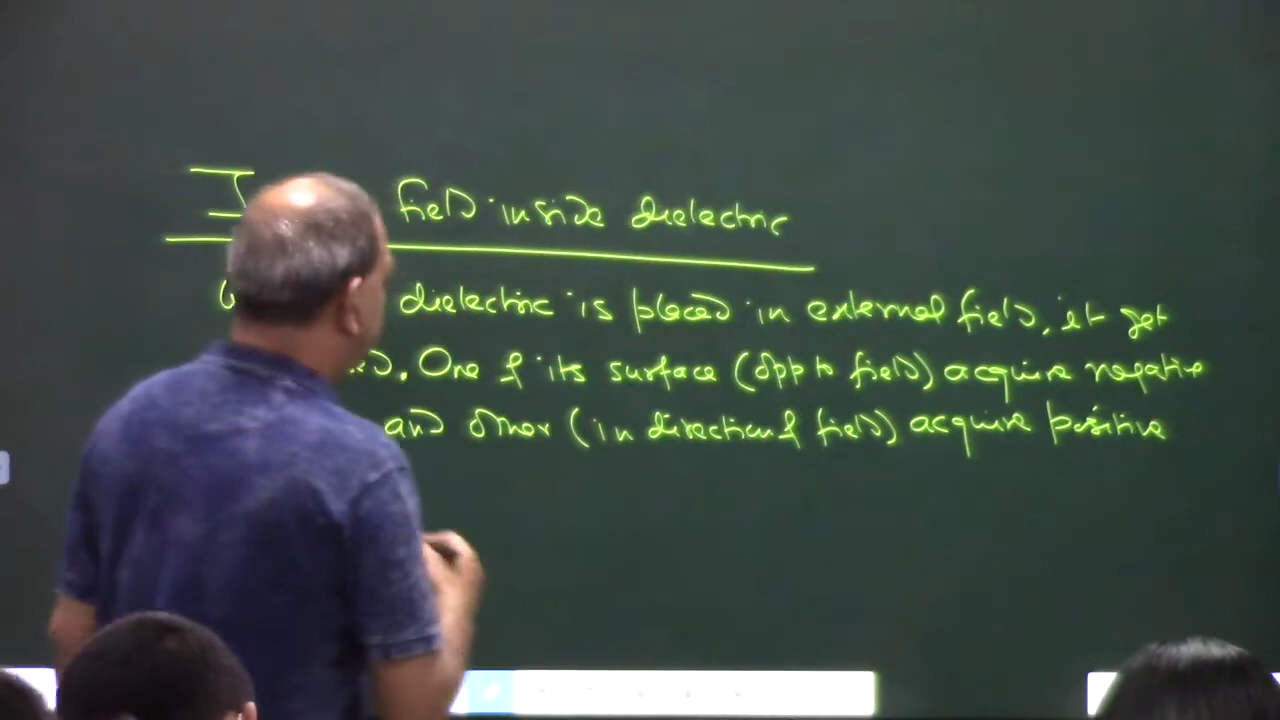 field inside dielectric
dielectric is placed in external field, it get
One of its surface (opp to field) acquire negative
and other (in direction of field) acquire positive